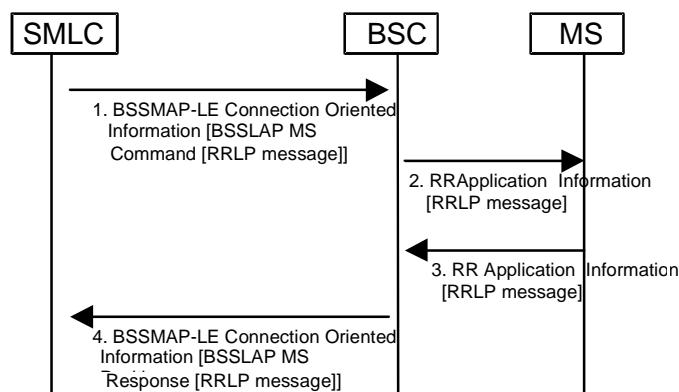 SMLC
BSC
MS
1. BSSMAP-LE Connection Oriented
Information [BSSLAP MS
Command [RRLP message]]
2. RRApplication Information
[RRLP message]
3. RR Application Information
[RRLP message]
4. BSSMAP-LE Connection Oriented
Information [BSSLAP MS
Response [RRLP message]]